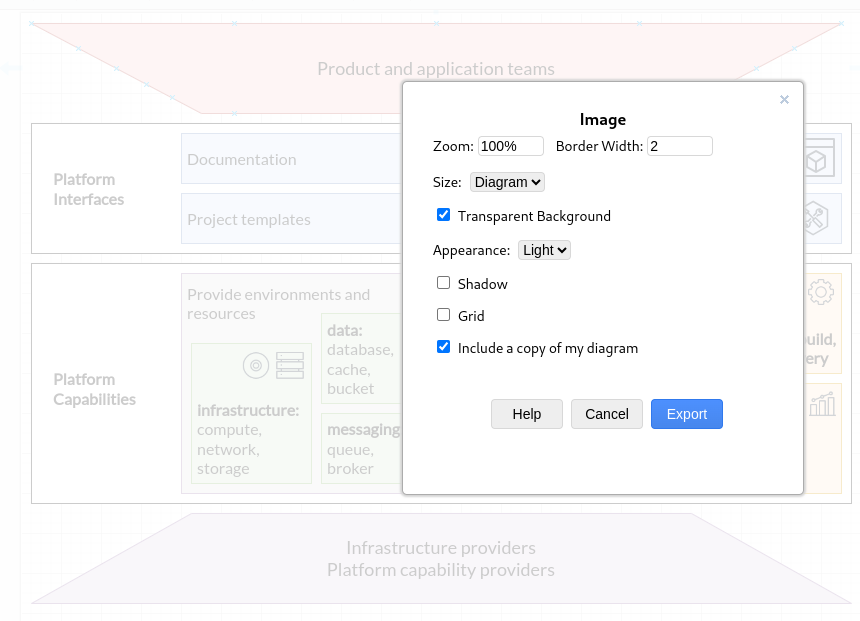 Product and application teams
×
Image
Zoom: 100% Border Width: 2
Size: Diagram
Transparent Background
Appearance: Light
Shadow
Grid
Include a copy of my diagram
Help Cancel Export
Platform
Interfaces
Documentation
Project templates
Platform
Capabilities
Provide environments and
resources
infrastructure:
compute,
network,
storage
data:
database,
cache,
bucket
messaging
queue,
broker
Infrastructure providers
Platform capability providers